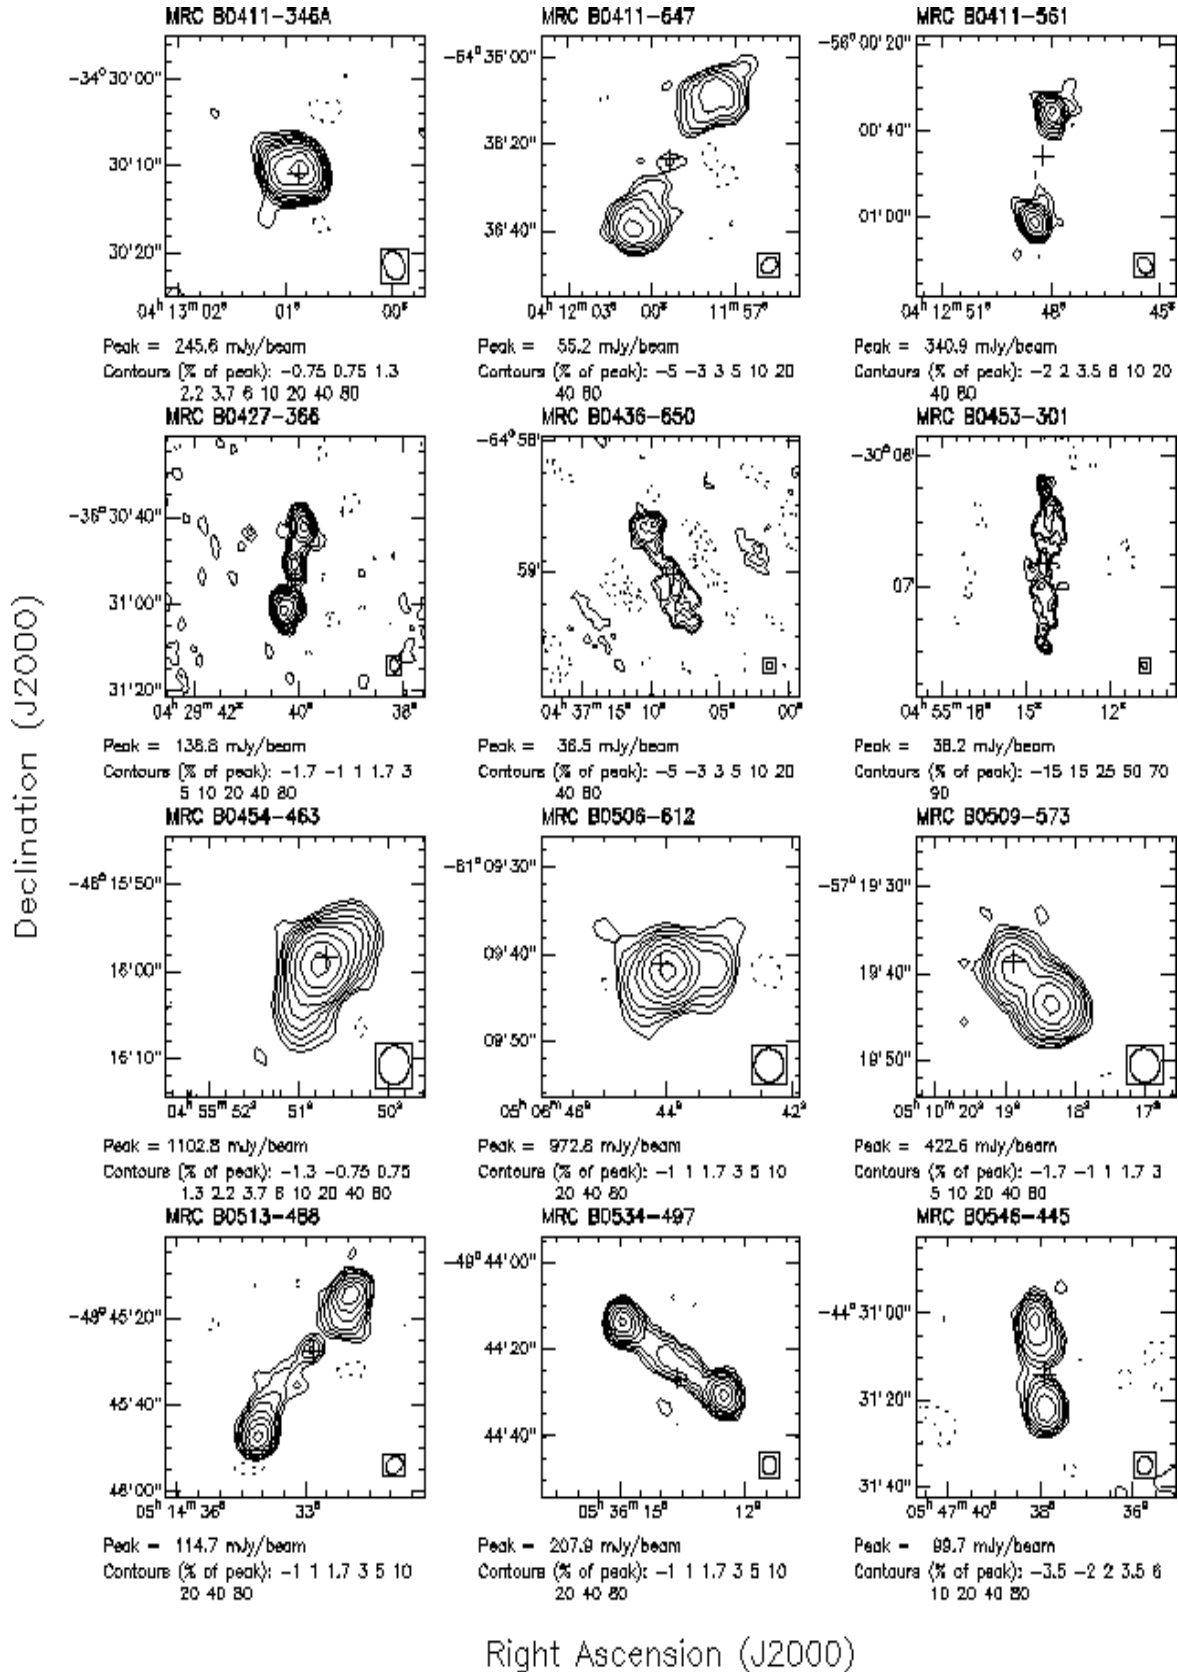 MRC B0411-346A
MRC B0411-647
MRC B0411-561
-34° 30'00"
30'10"
30'20"
04ʰ 13ᵐ 02ˢ 01ˢ 00ˢ
Peak = 245.6 mJy/beam
Contours (% of peak): -0.75 0.75 1.3
2.2 3.7 6 10 20 40 80
-64° 36'00"
36'20"
36'40"
04ʰ 12ᵐ 03ˢ 00ˢ 11ᵐ 57ˢ
Peak = 55.2 mJy/beam
Contours (% of peak): -5 -3 3 5 10 20
40 80
-56° 00'20"
00'40"
01'00"
04ʰ 12ᵐ 51ˢ 48ˢ 45ˢ
Peak = 340.9 mJy/beam
Contours (% of peak): -2 2 3.5 6 10 20
40 80
MRC B0427-366
MRC B0436-650
MRC B0453-301
-36° 30'40"
31'00"
31'20"
04ʰ 29ᵐ 42ˢ 40ˢ 38ˢ
Peak = 138.8 mJy/beam
Contours (% of peak): -1.7 -1 1 1.7 3
5 10 20 40 80
-64° 58'
59'
04ʰ 37ᵐ 15ˢ 10ˢ 05ˢ 00ˢ
Peak = 36.5 mJy/beam
Contours (% of peak): -5 -3 3 5 10 20
40 80
-30° 06'
07'
04ʰ 55ᵐ 18ˢ 15ˢ 12ˢ
Peak = 38.2 mJy/beam
Contours (% of peak): -15 15 25 50 70
90
MRC B0454-463
MRC B0506-612
MRC B0509-573
-46° 15'50"
16'00"
16'10"
04ʰ 55ᵐ 52ˢ 51ˢ 50ˢ
Peak = 1102.8 mJy/beam
Contours (% of peak): -1.3 -0.75 0.75
1.3 2.2 3.7 6 10 20 40 80
-61° 09'30"
09'40"
09'50"
05ʰ 06ᵐ 46ˢ 44ˢ 42ˢ
Peak = 972.8 mJy/beam
Contours (% of peak): -1 1 1.7 3 5 10
20 40 80
-57° 19'30"
19'40"
19'50"
05ʰ 10ᵐ 20ˢ 19ˢ 18ˢ 17ˢ
Peak = 422.6 mJy/beam
Contours (% of peak): -1.7 -1 1 1.7 3
5 10 20 40 80
MRC B0513-488
MRC B0534-497
MRC B0546-445
-48° 45'20"
45'40"
46'00"
05ʰ 14ᵐ 36ˢ 33ˢ
Peak = 114.7 mJy/beam
Contours (% of peak): -1 1 1.7 3 5 10
20 40 80
-49° 44'00"
44'20"
44'40"
05ʰ 36ᵐ 15ˢ 12ˢ
Peak = 207.9 mJy/beam
Contours (% of peak): -1 1 1.7 3 5 10
20 40 80
-44° 31'00"
31'20"
31'40"
05ʰ 47ᵐ 40ˢ 38ˢ 36ˢ
Peak = 99.7 mJy/beam
Contours (% of peak): -3.5 -2 2 3.5 6
10 20 40 80
Declination (J2000)
Right Ascension (J2000)